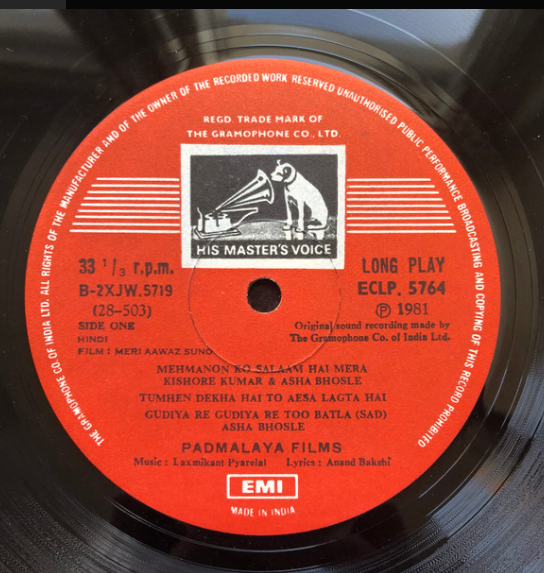 THE GRAMOPHONE CO. OF INDIA LTD. ALL RIGHTS OF THE MANUFACTURER AND OF THE OWNER OF THE RECORDED WORK RESERVED UNAUTHORISED PUBLIC PERFORMANCE BROADCASTING AND COPYING OF THIS RECORD PROHIBITED
REGD. TRADE MARK OF
THE GRAMOPHONE CO., LTD.
HIS MASTER'S VOICE
33 1/3 r.p.m.
B-2XJW.5719
(28-503)
SIDE ONE
HINDI
FILM : MERI AAWAZ SUNO
LONG PLAY
ECLP. 5764
Ⓟ 1981
Original sound recording made by
The Gramophone Co. of India Ltd.
MEHMANON KO SALAAM HAI MERA
KISHORE KUMAR & ASHA BHOSLE
TUMHEN DEKHA HAI TO AESA LAGTA HAI
GUDIYA RE GUDIYA RE TOO BATLA (SAD)
ASHA BHOSLE
PADMALAYA FILMS
Music : Laxmikant Pyarelal Lyrics : Anand Bakshi
EMI
MADE IN INDIA